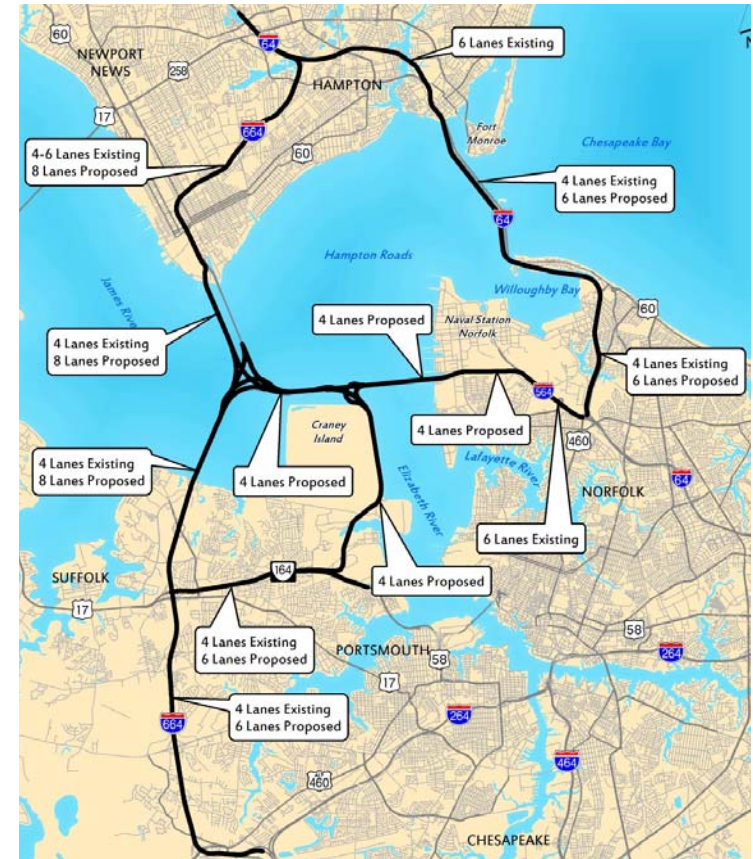 60
64
6 Lanes Existing
N
NEWPORT
NEWS
258
HAMPTON
17
664
Fort
Monroe
Chesapeake Bay
4-6 Lanes Existing
8 Lanes Proposed
60
4 Lanes Existing
6 Lanes Proposed
64
Hampton Roads
Willoughby Bay
James River
60
4 Lanes Proposed
Naval Station
Norfolk
4 Lanes Existing
8 Lanes Proposed
4 Lanes Existing
6 Lanes Proposed
564
4 Lanes Proposed
Craney
Island
460
4 Lanes Existing
8 Lanes Proposed
4 Lanes Proposed
Lafayette River
64
Elizabeth River
NORFOLK
6 Lanes Existing
164
SUFFOLK
4 Lanes Proposed
17
58
4 Lanes Existing
6 Lanes Proposed
PORTSMOUTH
58
264
17
4 Lanes Existing
6 Lanes Proposed
664
264
464
460
CHESAPEAKE